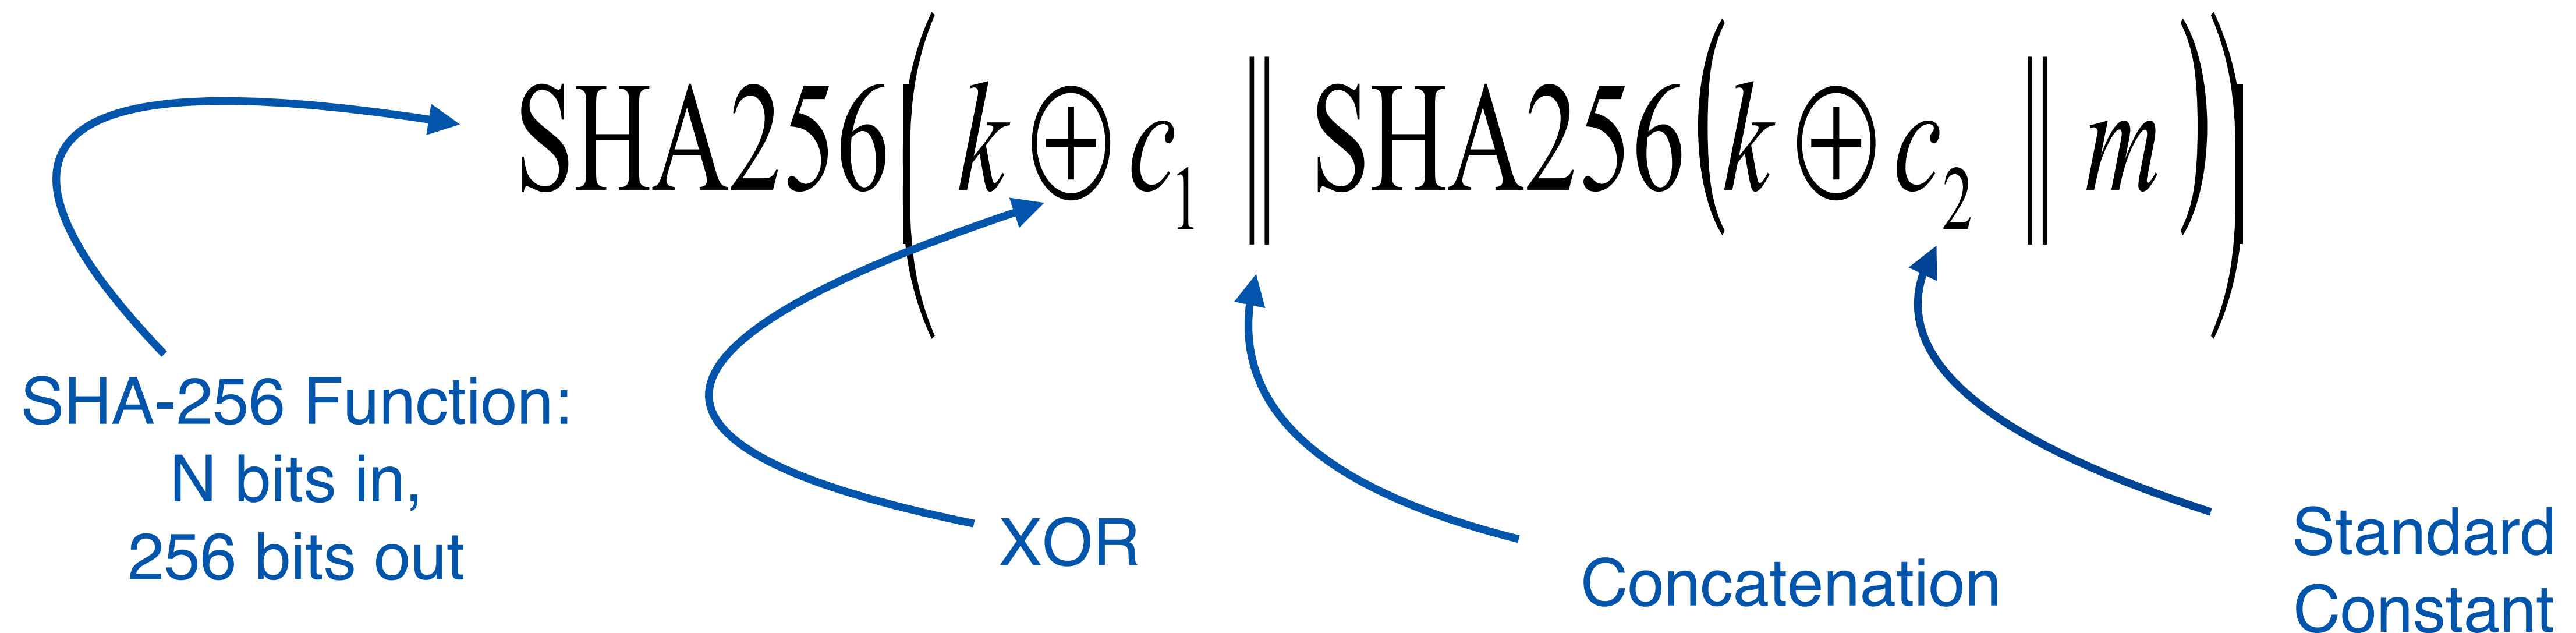 SHA256( k ⊕ c₁ ‖ SHA256(k ⊕ c₂ ‖ m))
SHA-256 Function:
N bits in,
256 bits out
XOR
Concatenation
Standard
Constant